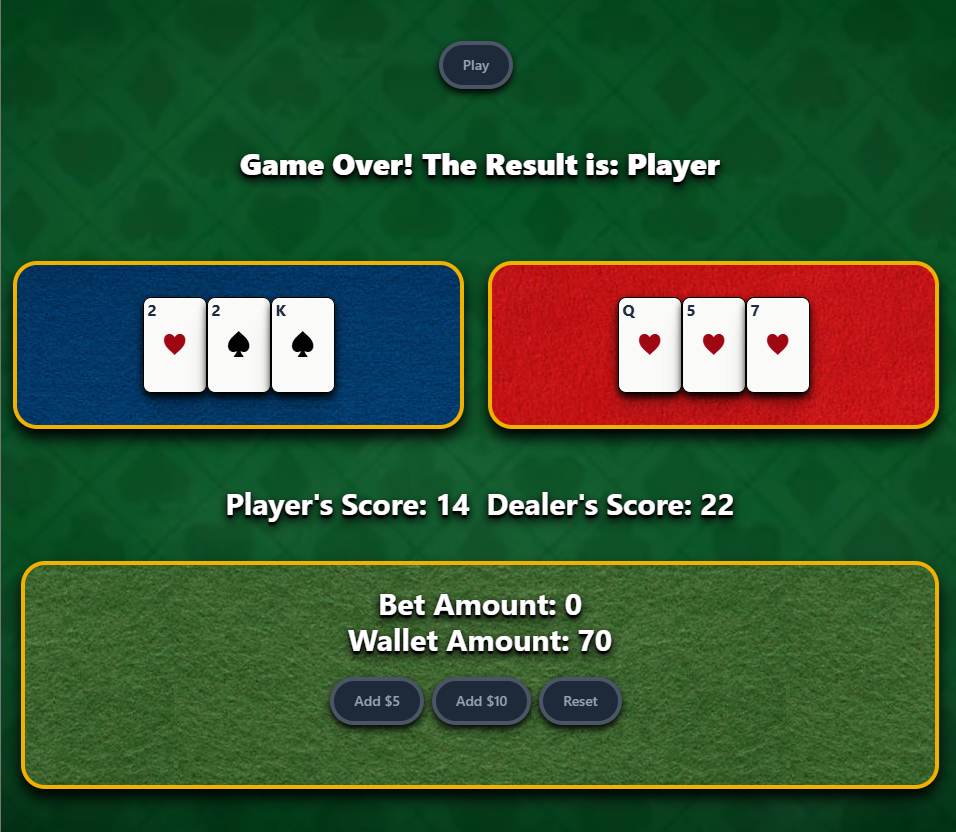 Play
Game Over! The Result is: Player
2 2 K
Q 5 7
Player's Score: 14 Dealer's Score: 22
Bet Amount: 0
Wallet Amount: 70
Add $5 Add $10 Reset